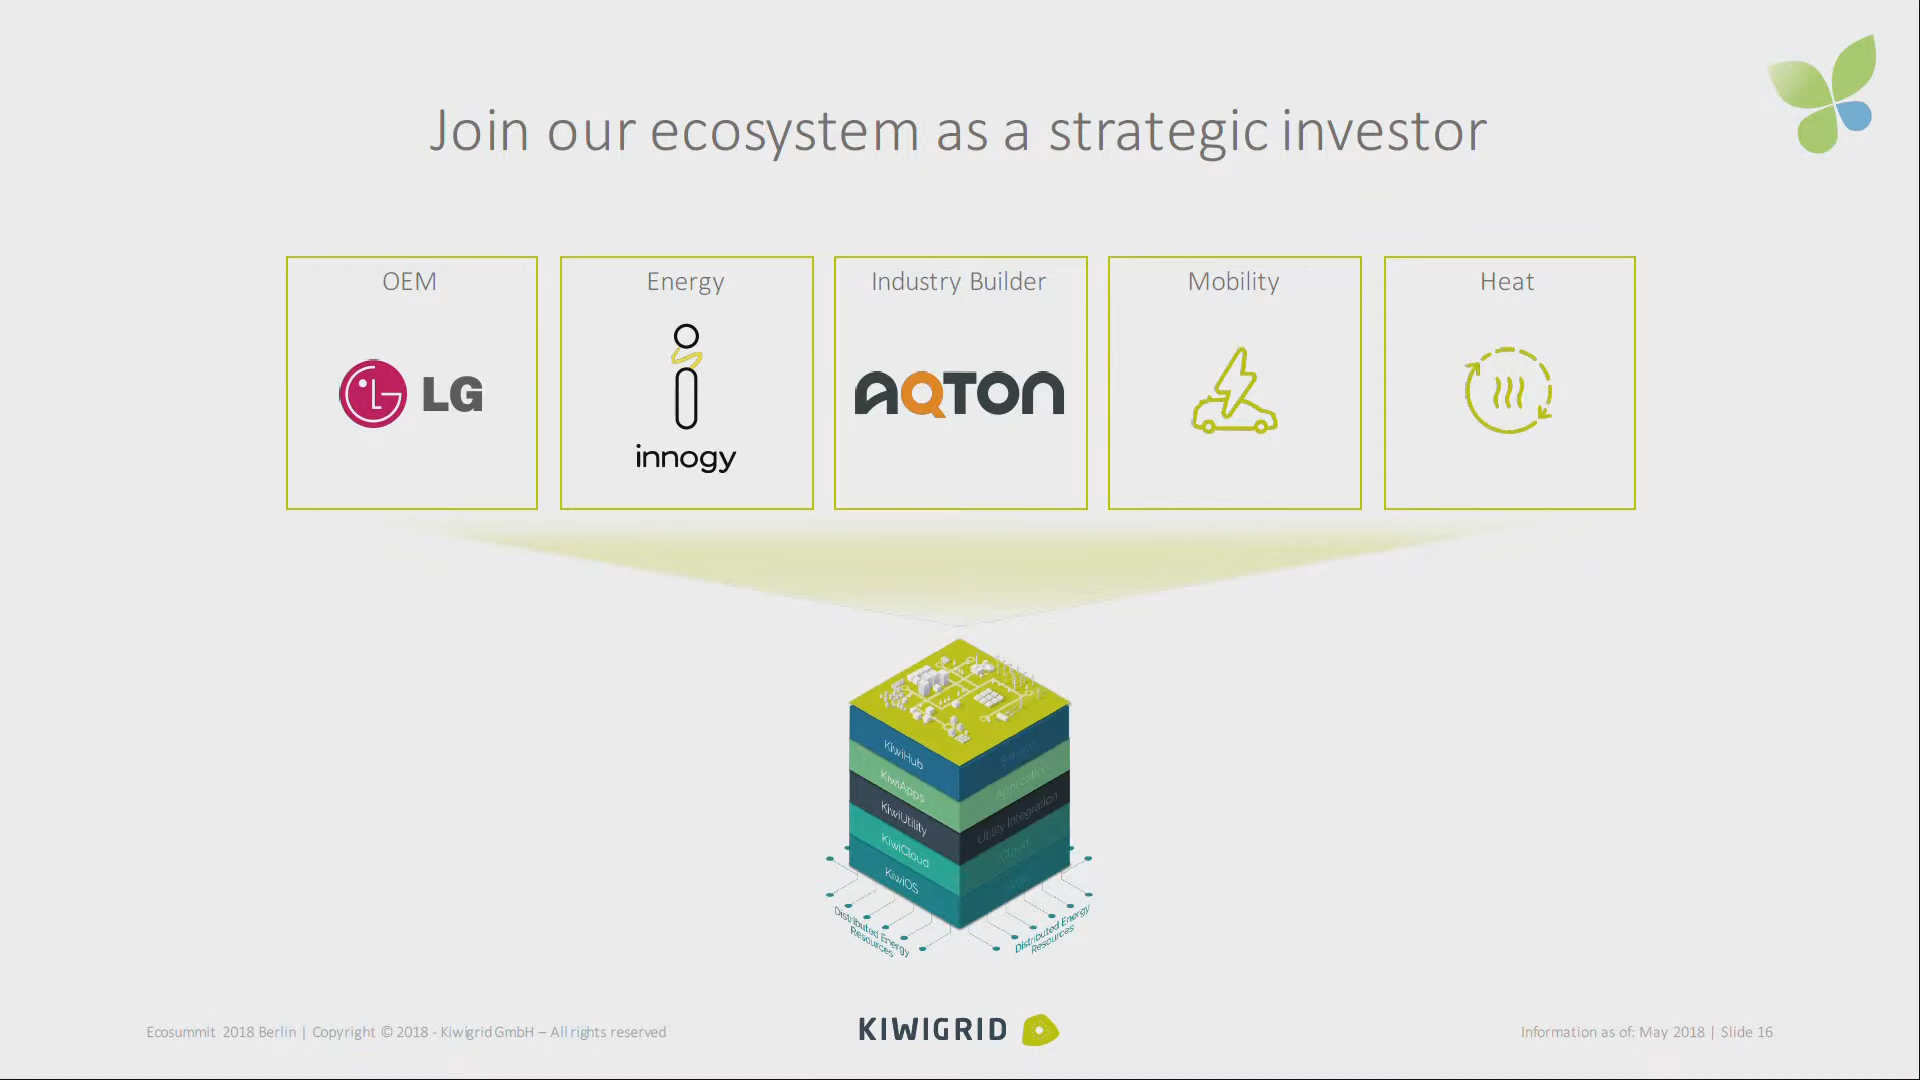 Join our ecosystem as a strategic investor
OEM
Energy
Industry Builder
Mobility
Heat
LG
innogy
AQTON
KiwiHub
KiwiApps
KiwiUtility
KiwiCloud
KiwiOS
Application
Utility Integration
Cloud
Distributed Energy
Resources
Distributed Energy
Resources
Ecosummit 2018 Berlin | Copyright © 2018 - Kiwigrid GmbH – All rights reserved
KIWIGRID
Information as of: May 2018 | Slide 16